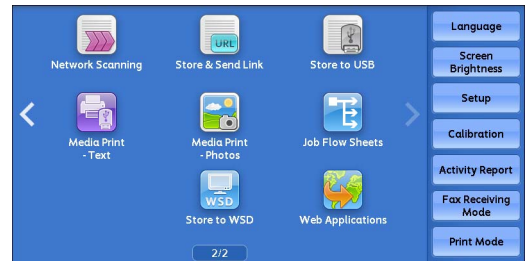 URL
Network Scanning
Store & Send Link
Store to USB
Media Print
- Text
Media Print
- Photos
Job Flow Sheets
WSD
Store to WSD
Web Applications
2/2
Language
Screen
Brightness
Setup
Calibration
Activity Report
Fax Receiving
Mode
Print Mode